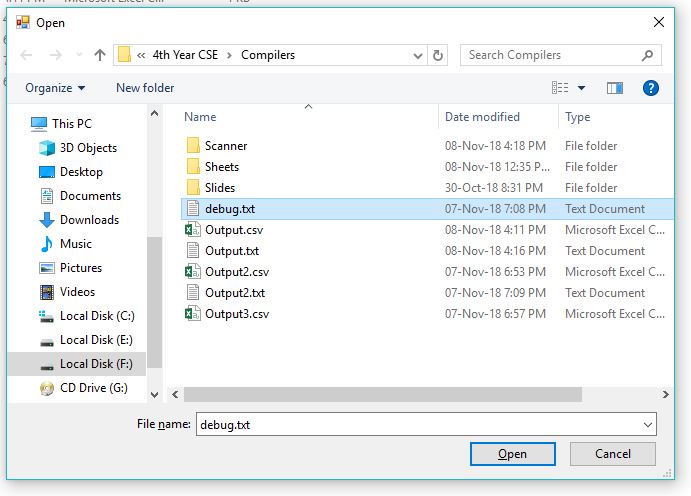 Open
« 4th Year CSE › Compilers
Search Compilers
Organize New folder
Name Date modified Type
This PC
3D Objects
Desktop
Documents
Downloads
Music
Pictures
Videos
Local Disk (C:)
Local Disk (E:)
Local Disk (F:)
CD Drive (G:)
Scanner 08-Nov-18 4:18 PM File folder
Sheets 08-Nov-18 12:35 P... File folder
Slides 30-Oct-18 8:31 PM File folder
debug.txt 07-Nov-18 7:08 PM Text Document
Output.csv 08-Nov-18 4:11 PM Microsoft Excel C...
Output.txt 08-Nov-18 4:16 PM Text Document
Output2.csv 07-Nov-18 6:53 PM Microsoft Excel C...
Output2.txt 07-Nov-18 7:09 PM Text Document
Output3.csv 07-Nov-18 6:57 PM Microsoft Excel C...
File name: debug.txt
Open Cancel